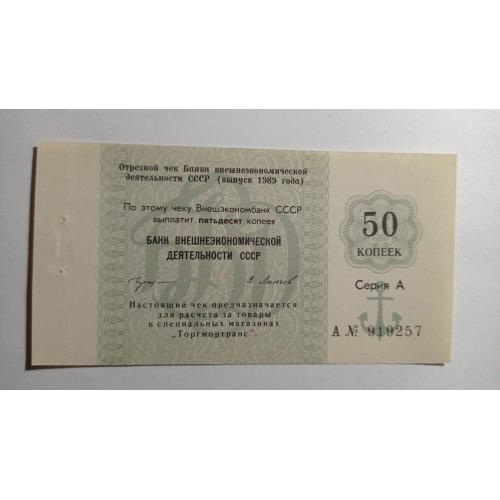 Отрезной чек Банка внешнеэкономической
деятельности СССР (выпуск 1989 года)
По этому чеку Внешэкономбанк СССР
выплатит пятьдесят копеек
БАНК ВНЕШНЕЭКОНОМИЧЕСКОЙ
ДЕЯТЕЛЬНОСТИ СССР
Настоящий чек предназначается
для расчета за товары
в специальных магазинах
„Торгмортранс".
50
КОПЕЕК
Серия А
А № 919257